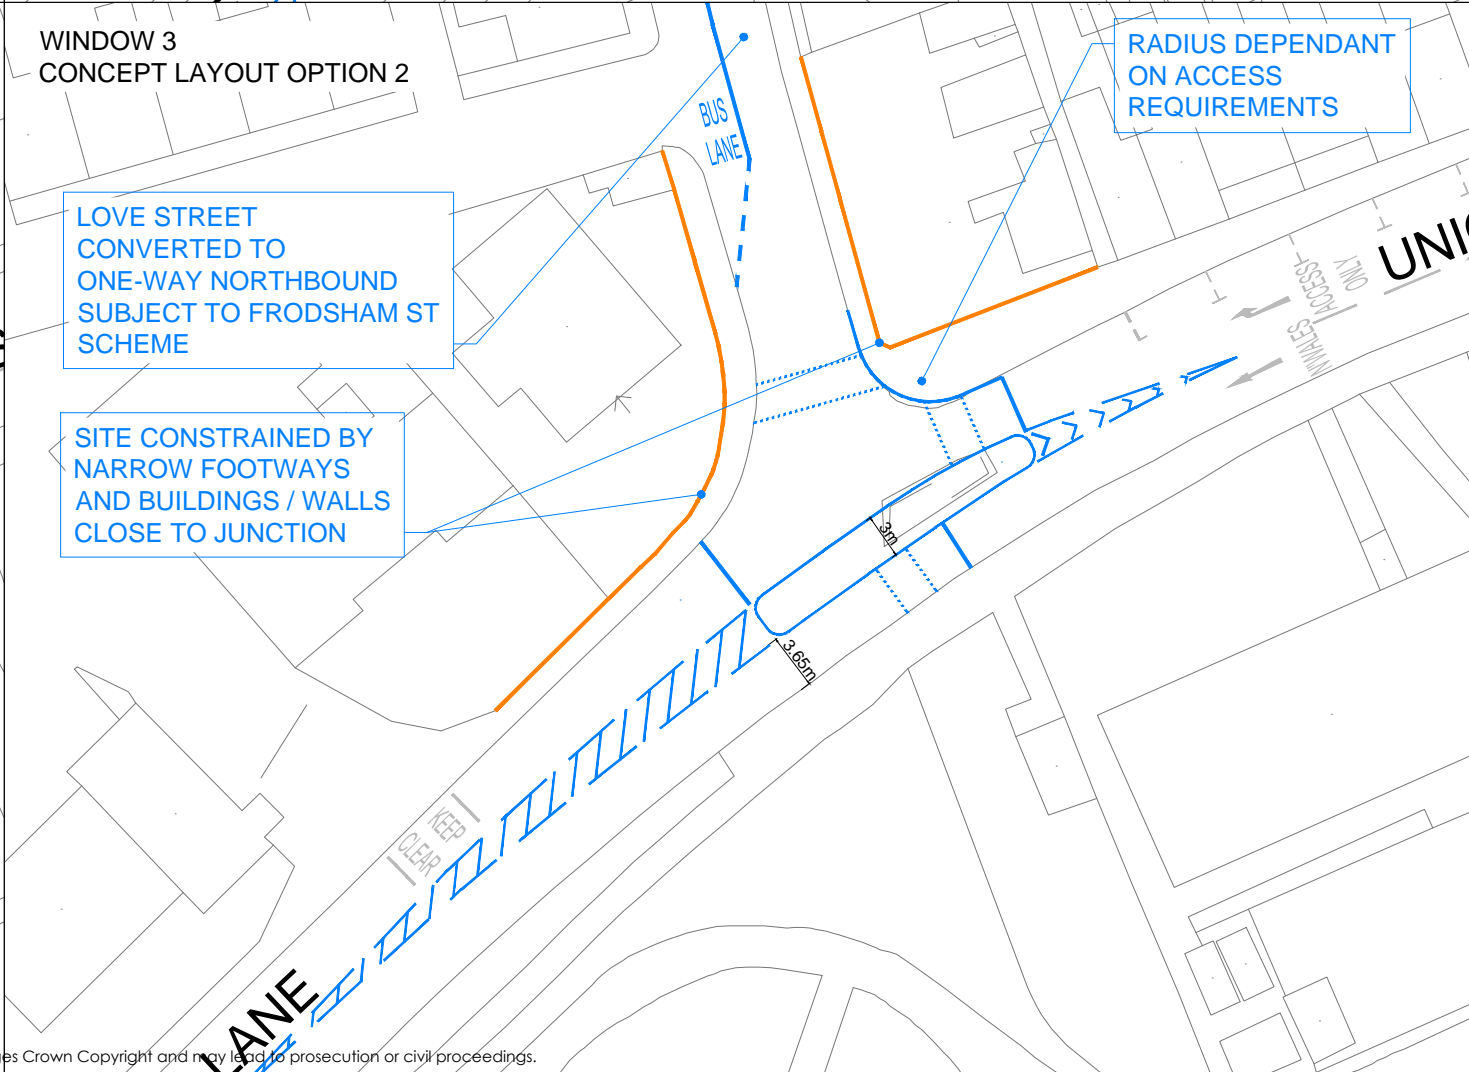 WINDOW 3
CONCEPT LAYOUT OPTION 2
RADIUS DEPENDANT
ON ACCESS
REQUIREMENTS
BUS
LANE
LOVE STREET
CONVERTED TO
ONE-WAY NORTHBOUND
SUBJECT TO FRODSHAM ST
SCHEME
SITE CONSTRAINED BY
NARROW FOOTWAYS
AND BUILDINGS / WALLS
CLOSE TO JUNCTION
ACCESS
ONLY
3m
3.65m
KEEP
CLEAR
LANE
Crown Copyright and may lead to prosecution or civil proceedings.